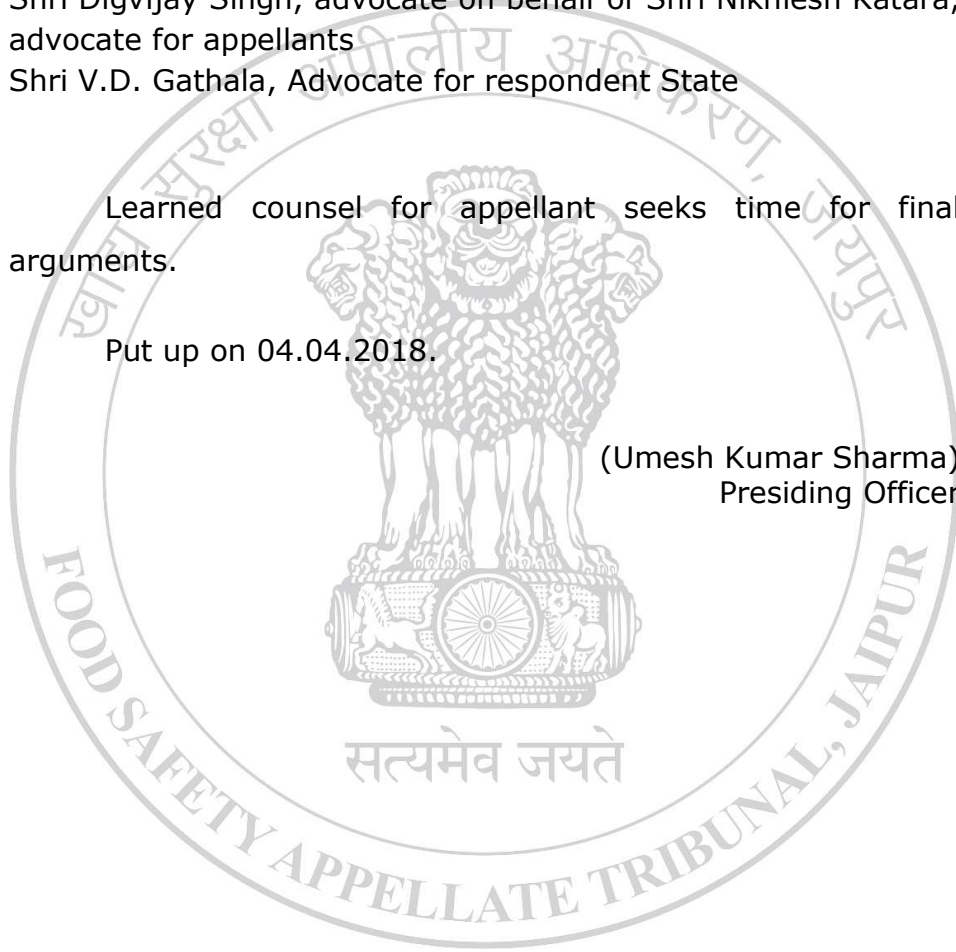 Shri Digvijay Singh, advocate on behalf of Shri Nikhilesh Katara,
advocate for appellants
Shri V.D. Gathala, Advocate for respondent State
खाद्य सुरक्षा अपीलीय अधिकरण, जयपुर
Learned counsel for appellant seeks time for final
arguments.
Put up on 04.04.2018.
(Umesh Kumar Sharma)
Presiding Officer
सत्यमेव जयते
FOOD SAFETY APPELLATE TRIBUNAL, JAIPUR